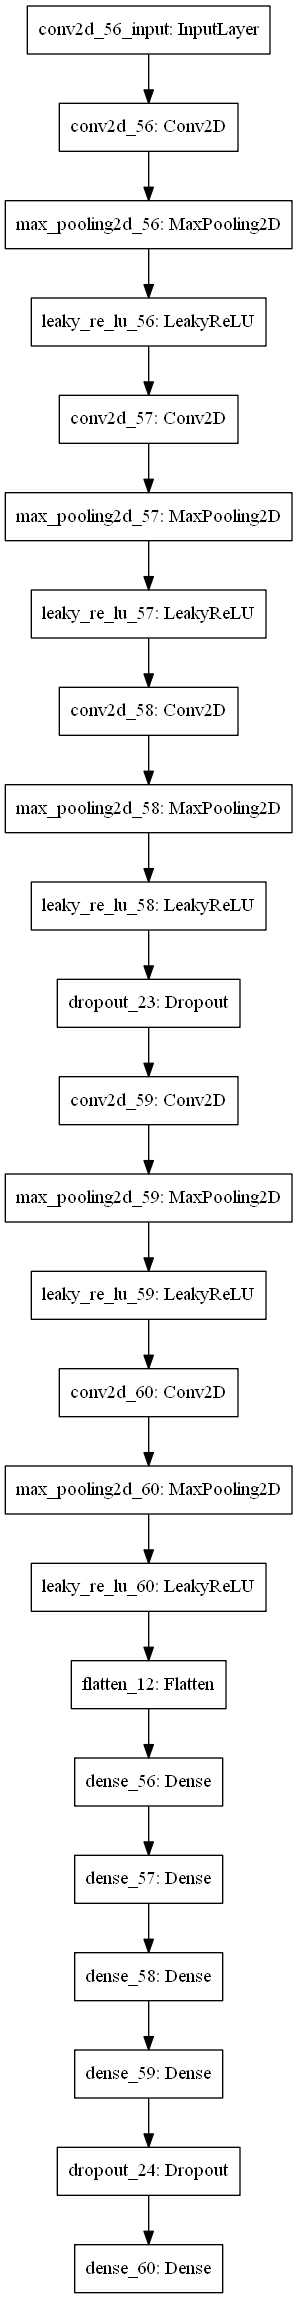 conv2d_56_input: InputLayer
conv2d_56: Conv2D
max_pooling2d_56: MaxPooling2D
leaky_re_lu_56: LeakyReLU
conv2d_57: Conv2D
max_pooling2d_57: MaxPooling2D
leaky_re_lu_57: LeakyReLU
conv2d_58: Conv2D
max_pooling2d_58: MaxPooling2D
leaky_re_lu_58: LeakyReLU
dropout_23: Dropout
conv2d_59: Conv2D
max_pooling2d_59: MaxPooling2D
leaky_re_lu_59: LeakyReLU
conv2d_60: Conv2D
max_pooling2d_60: MaxPooling2D
leaky_re_lu_60: LeakyReLU
flatten_12: Flatten
dense_56: Dense
dense_57: Dense
dense_58: Dense
dense_59: Dense
dropout_24: Dropout
dense_60: Dense